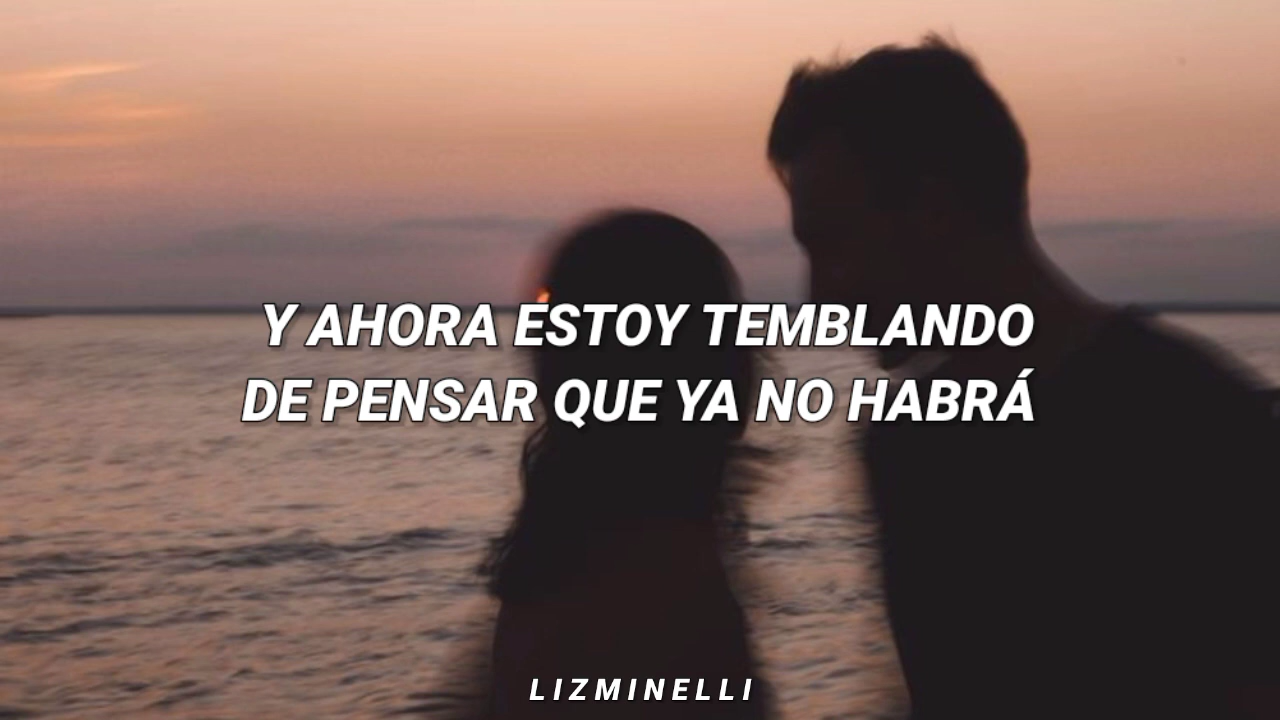 Y AHORA ESTOY TEMBLANDO
DE PENSAR QUE YA NO HABRÁ
LIZMINELLI